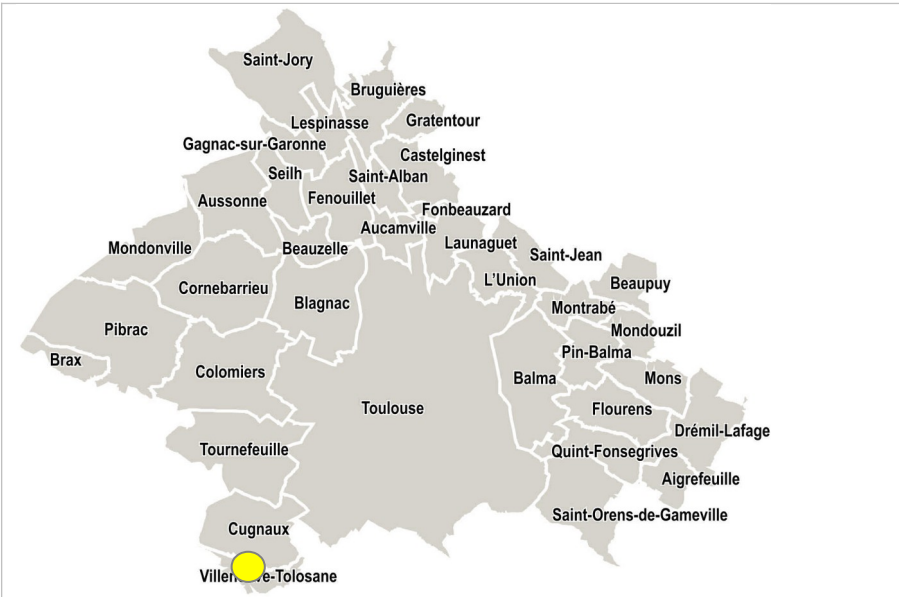 Saint-Jory
Bruguières
Lespinasse
Gratentour
Gagnac-sur-Garonne
Castelginest
Seilh
Saint-Alban
Aussonne
Fenouillet
Fonbeauzard
Aucamville
Launaguet
Mondonville
Beauzelle
Saint-Jean
L'Union
Beaupuy
Cornebarrieu
Blagnac
Montrabé
Pibrac
Mondouzil
Pin-Balma
Brax
Colomiers
Balma
Mons
Toulouse
Flourens
Drémil-Lafage
Tournefeuille
Quint-Fonsegrives
Aigrefeuille
Saint-Orens-de-Gameville
Cugnaux
Villeneuve-Tolosane